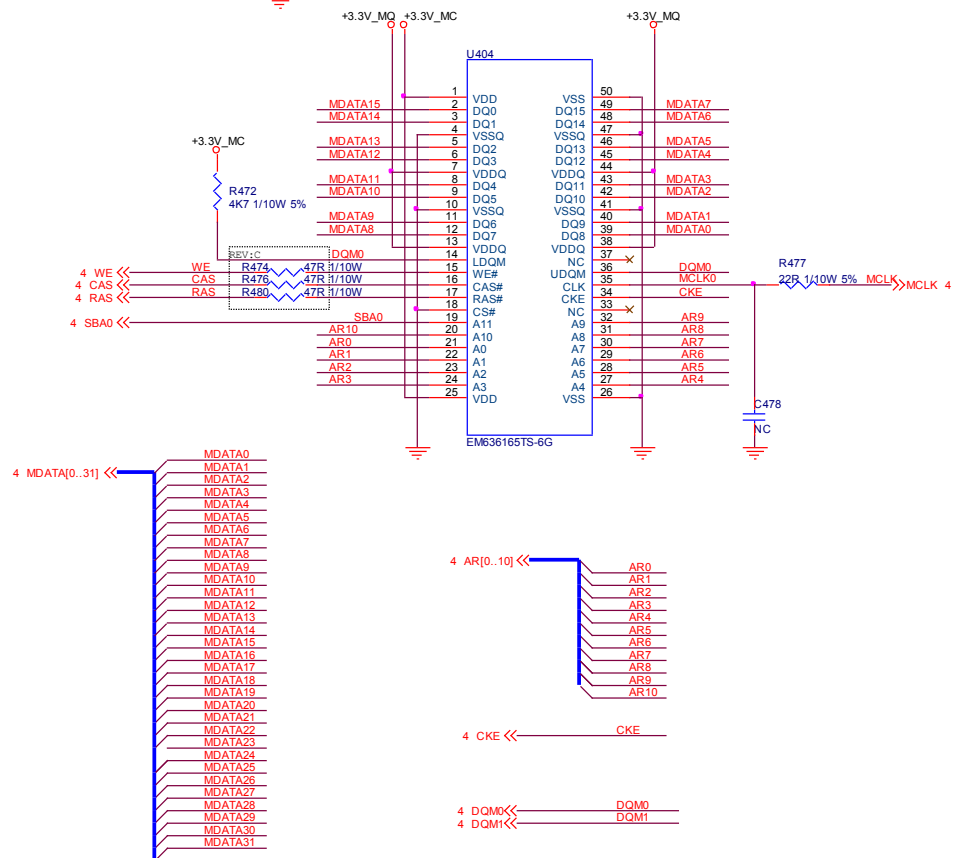 +3.3V_MQ +3.3V_MC +3.3V_MQ
U404
1 VDD VSS 50
MDATA15 2 DQ0 DQ15 49 MDATA7
MDATA14 3 DQ1 DQ14 48 MDATA6
4 VSSQ VSSQ 47
MDATA13 5 DQ2 DQ13 46 MDATA5
MDATA12 6 DQ3 DQ12 45 MDATA4
7 VDDQ VDDQ 44
MDATA11 8 DQ4 DQ11 43 MDATA3
MDATA10 9 DQ5 DQ10 42 MDATA2
10 VSSQ VSSQ 41
MDATA9 11 DQ6 DQ9 40 MDATA1
MDATA8 12 DQ7 DQ8 39 MDATA0
13 VDDQ VDDQ 38
DQM0 14 LDQM NC 37
15 WE# UDQM 36 DQM0
16 CAS# CLK 35 MCLK0
17 RAS# CKE 34 CKE
18 CS# NC 33
SBA0 19 A11 A9 32 AR9
AR10 20 A10 A8 31 AR8
AR0 21 A0 A7 30 AR7
AR1 22 A1 A6 29 AR6
AR2 23 A2 A5 28 AR5
AR3 24 A3 A4 27 AR4
25 VDD VSS 26
EM636165TS-6G
+3.3V_MC
R472
4K7 1/10W 5%
REV:C
4 WE WE R474 47R 1/10W
4 CAS CAS R476 47R 1/10W
4 RAS RAS R480 47R 1/10W
4 SBA0
R477
22R 1/10W 5% MCLK MCLK 4
C478
NC
4 MDATA[0..31]
MDATA0
MDATA1
MDATA2
MDATA3
MDATA4
MDATA5
MDATA6
MDATA7
MDATA8
MDATA9
MDATA10
MDATA11
MDATA12
MDATA13
MDATA14
MDATA15
MDATA16
MDATA17
MDATA18
MDATA19
MDATA20
MDATA21
MDATA22
MDATA23
MDATA24
MDATA25
MDATA26
MDATA27
MDATA28
MDATA29
MDATA30
MDATA31
4 AR[0..10]
AR0
AR1
AR2
AR3
AR4
AR5
AR6
AR7
AR8
AR9
AR10
4 CKE CKE
4 DQM0 DQM0
4 DQM1 DQM1